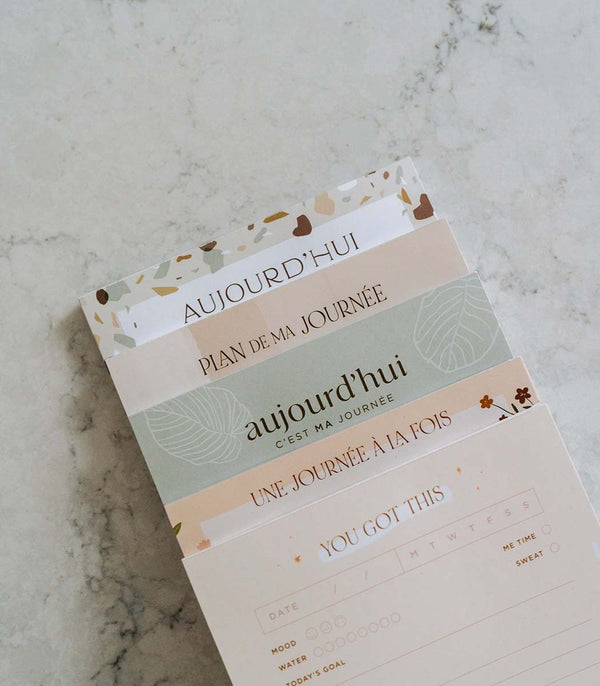 AUJOURD'HUI
PLAN DE MA JOURNÉE
aujourd'hui
C'EST MA JOURNÉE
UNE JOURNÉE À LA FOIS
YOU GOT THIS
DATE / / M T W T F S S
ME TIME
SWEAT
MOOD
WATER
TODAY'S GOAL